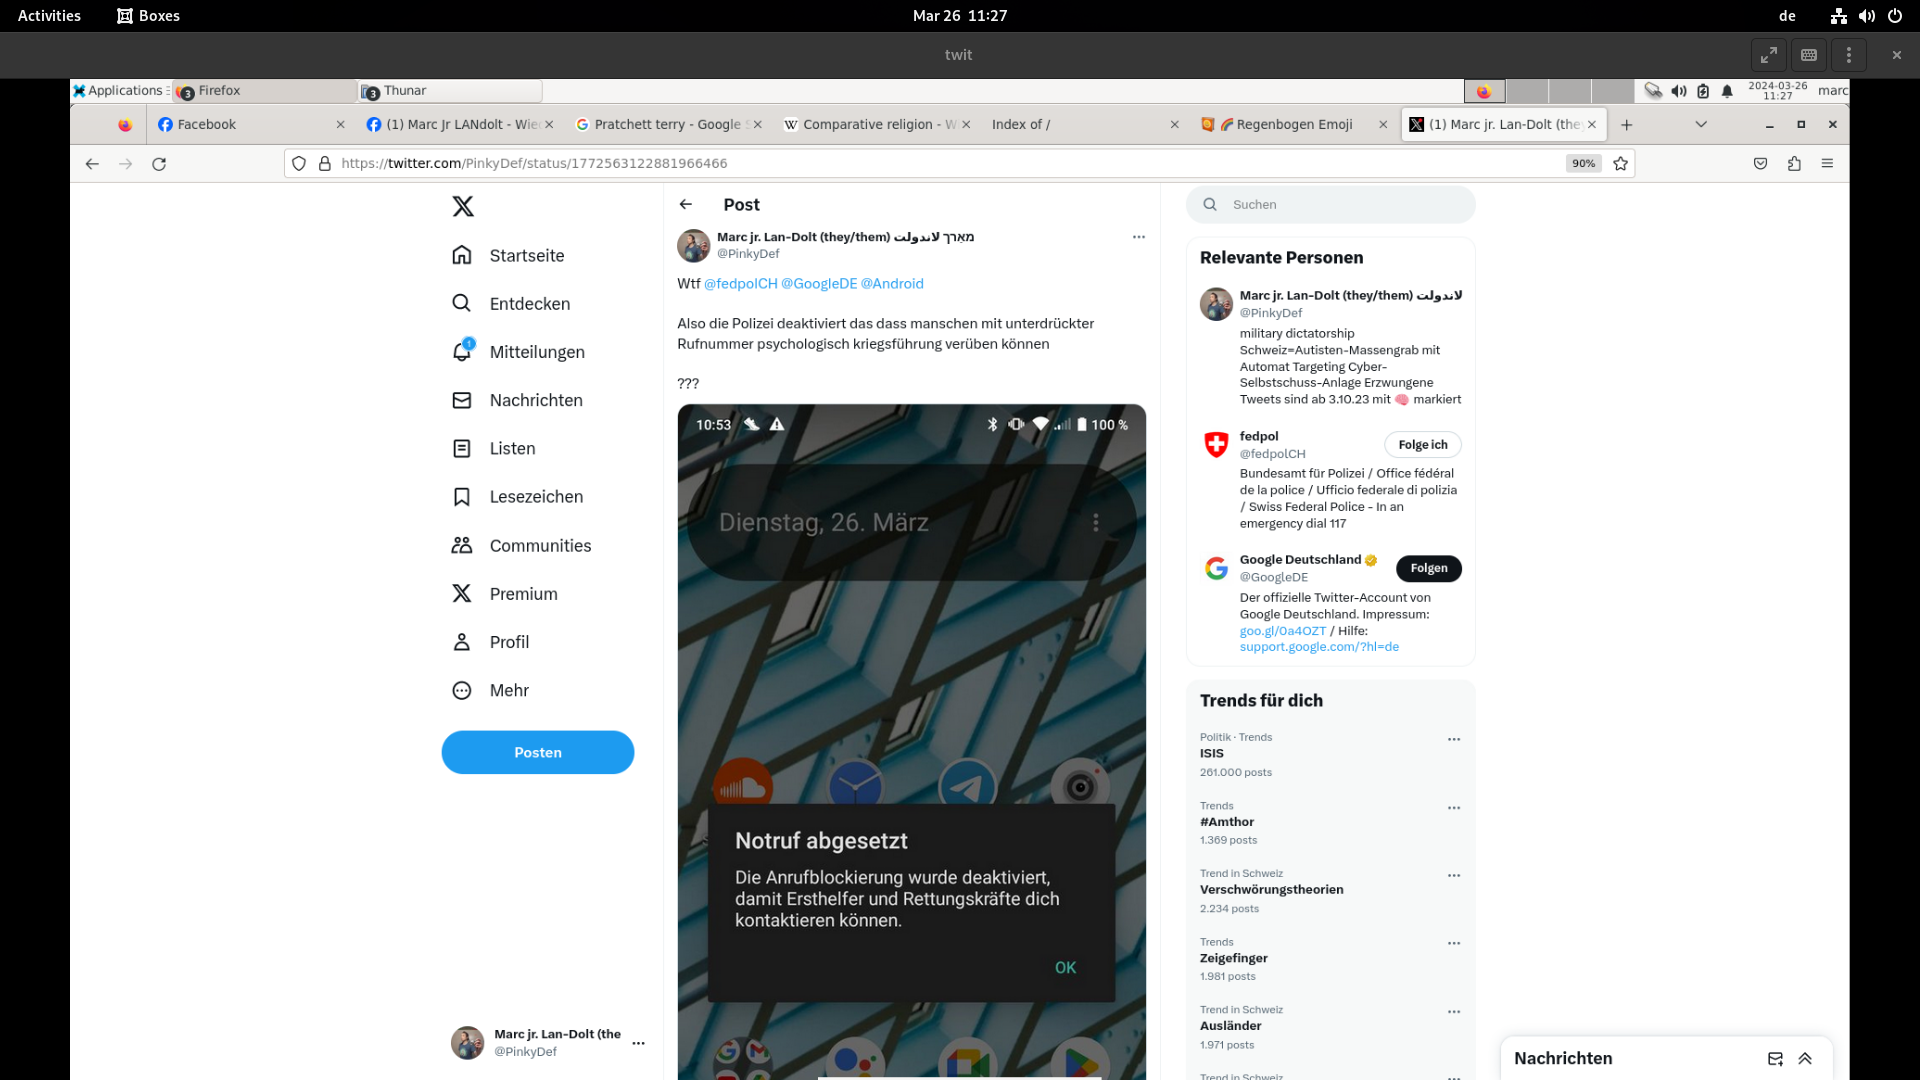 Activities
Boxes
Mar 26 11:27
de
twit
Applications
3 Firefox
3 Thunar
2024-03-26
11:27
marc
Facebook
(1) Marc Jr LANdolt - Wie
Pratchett terry - Google S
Comparative religion - W
Index of /
Regenbogen Emoji
(1) Marc jr. Lan-Dolt (the
https://twitter.com/PinkyDef/status/1772563122881966466
90%
Startseite
Entdecken
1
Mitteilungen
Nachrichten
Listen
Lesezeichen
Communities
Premium
Profil
Mehr
Posten
Marc jr. Lan-Dolt (the
@PinkyDef
Post
Marc jr. Lan-Dolt (they/them) מאַרך لاندولت
@PinkyDef
Wtf @fedpolCH @GoogleDE @Android
Also die Polizei deaktiviert das dass manschen mit unterdrückter
Rufnummer psychologisch kriegsführung verüben können
???
10:53
100 %
Dienstag, 26. März
Notruf abgesetzt
Die Anrufblockierung wurde deaktiviert,
damit Ersthelfer und Rettungskräfte dich
kontaktieren können.
OK
Suchen
Relevante Personen
Marc jr. Lan-Dolt (they/them) لاندولت
@PinkyDef
military dictatorship
Schweiz=Autisten-Massengrab mit
Automat Targeting Cyber-
Selbstschuss-Anlage Erzwungene
Tweets sind ab 3.10.23 mit 🧠 markiert
fedpol
@fedpolCH
Folge ich
Bundesamt für Polizei / Office fédéral
de la police / Ufficio federale di polizia
/ Swiss Federal Police - In an
emergency dial 117
Google Deutschland
@GoogleDE
Folgen
Der offizielle Twitter-Account von
Google Deutschland. Impressum:
goo.gl/0a4OZT / Hilfe:
support.google.com/?hl=de
Trends für dich
Politik · Trends
ISIS
261.000 posts
Trends
#Amthor
1.369 posts
Trend in Schweiz
Verschwörungstheorien
2.234 posts
Trends
Zeigefinger
1.981 posts
Trend in Schweiz
Ausländer
1.971 posts
Trend in Schweiz
Nachrichten